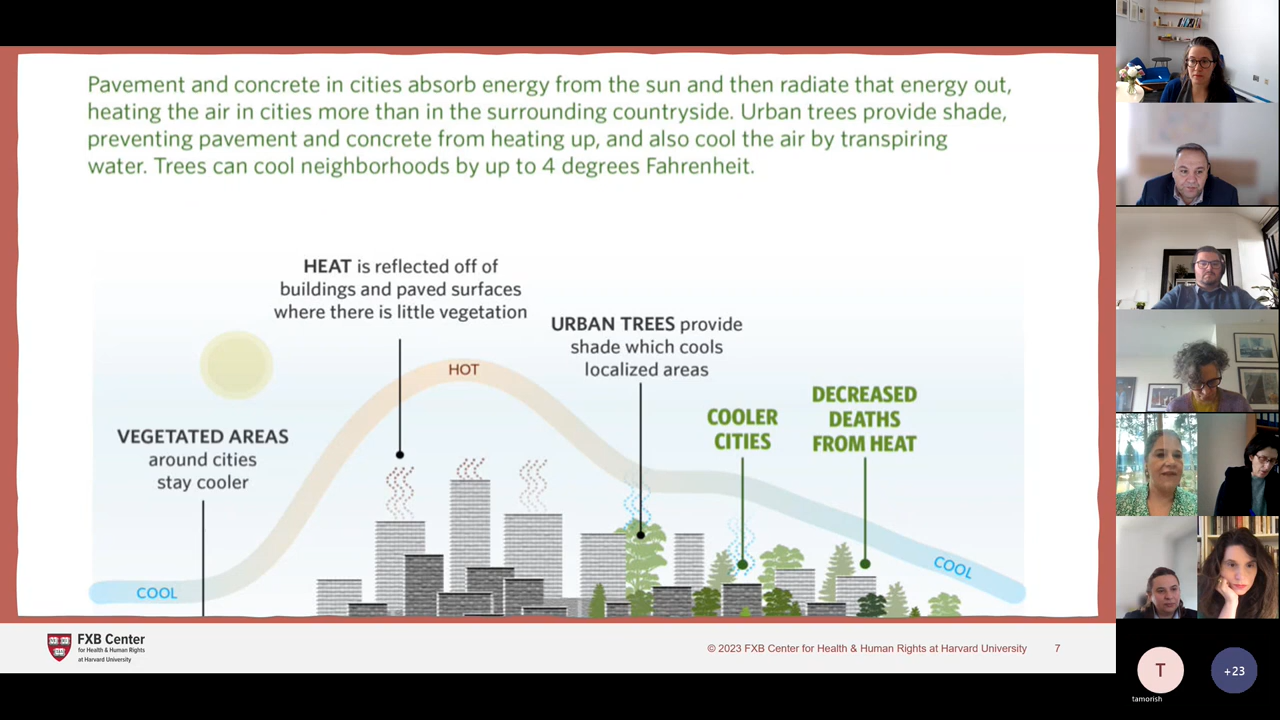 Pavement and concrete in cities absorb energy from the sun and then radiate that energy out,
heating the air in cities more than in the surrounding countryside. Urban trees provide shade,
preventing pavement and concrete from heating up, and also cool the air by transpiring
water. Trees can cool neighborhoods by up to 4 degrees Fahrenheit.
HEAT is reflected off of
buildings and paved surfaces
where there is little vegetation
URBAN TREES provide
shade which cools
localized areas
HOT
DECREASED
DEATHS
FROM HEAT
COOLER
CITIES
VEGETATED AREAS
around cities
stay cooler
COOL
COOL
FXB Center
for Health & Human Rights
at Harvard University
© 2023 FXB Center for Health & Human Rights at Harvard University
7
T
tamorish
+23